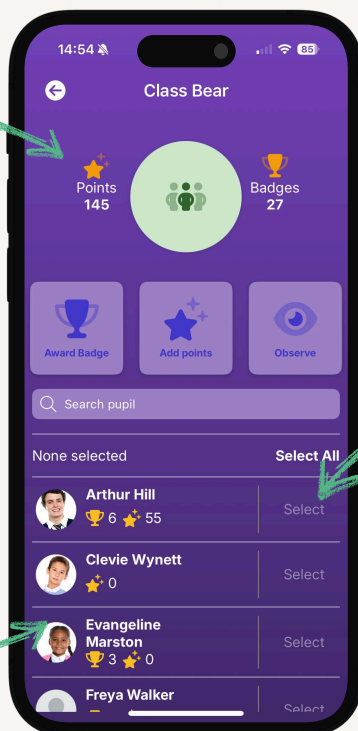 14:54
85
Class Bear
Points
145
Badges
27
Award Badge
Add points
Observe
Search pupil
None selected
Select All
Arthur Hill
6 55
Select
Clevie Wynett
0
Select
Evangeline
Marston
3 0
Select
Freya Walker
Select